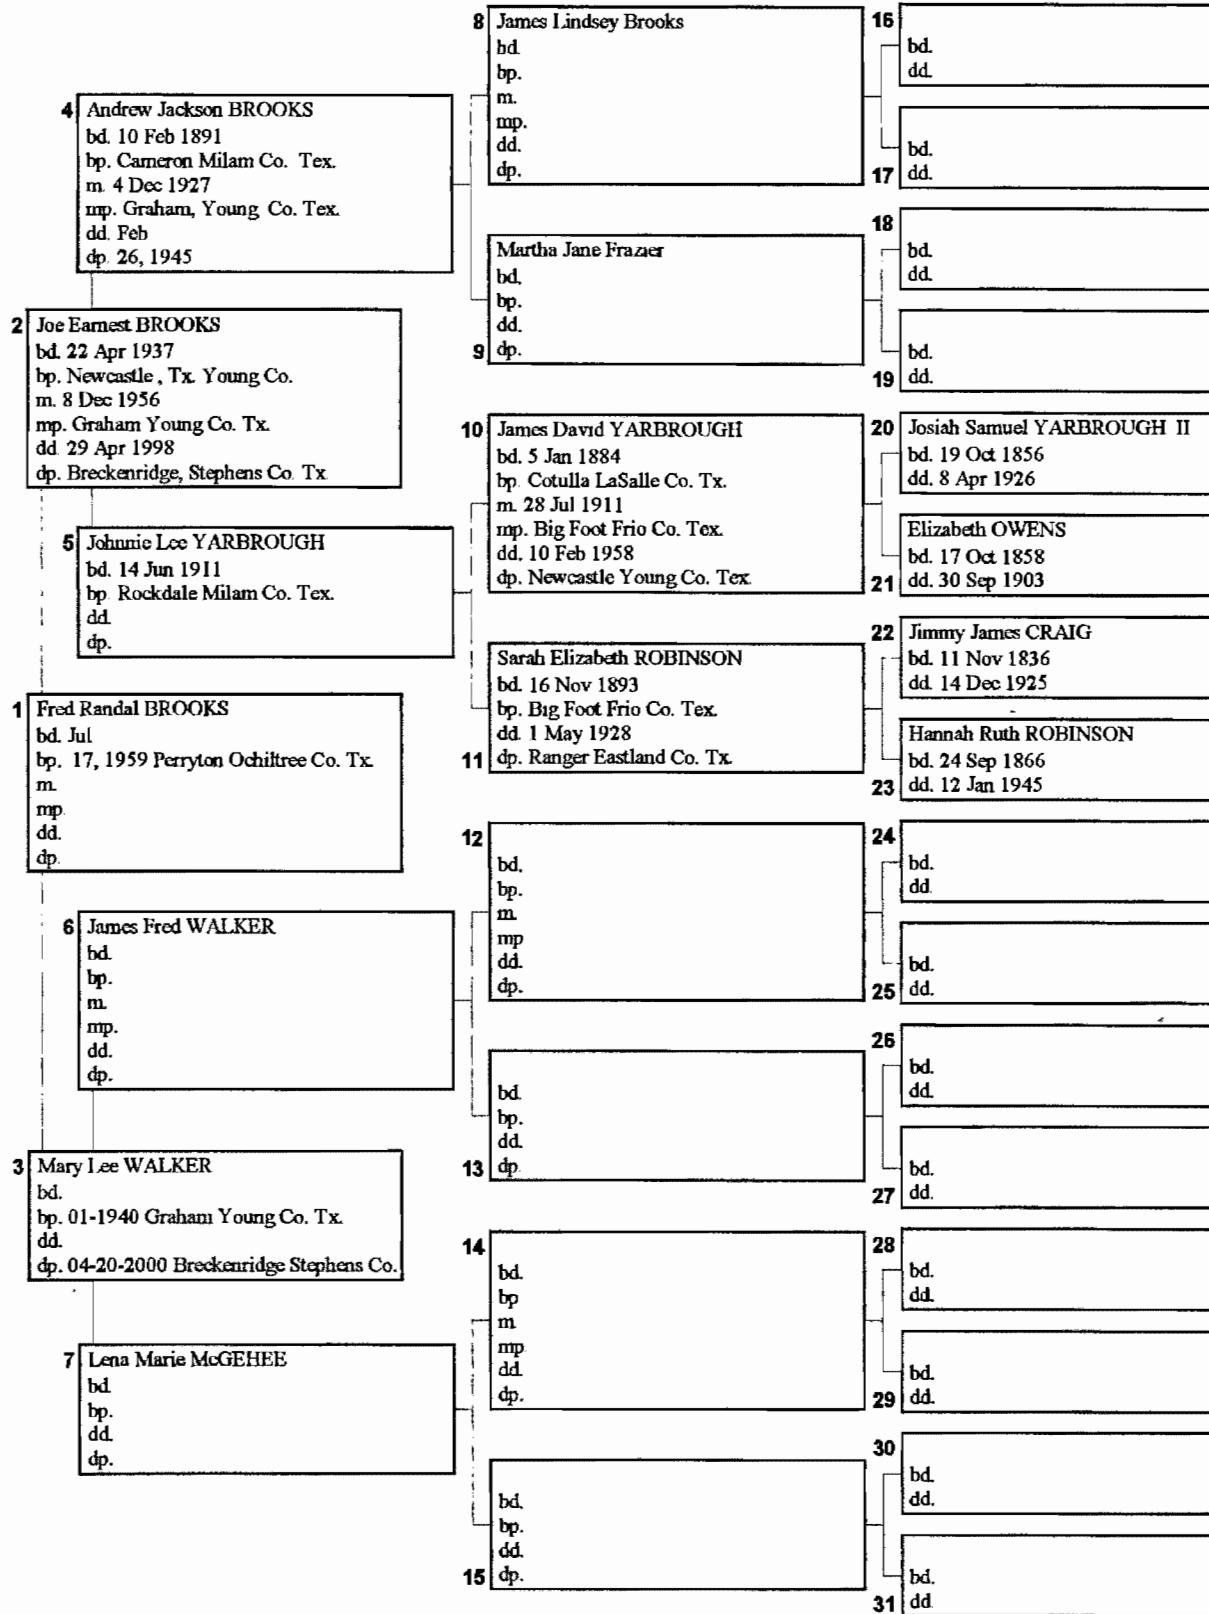 8 James Lindsey Brooks
bd.
bp.
m.
mp.
dd.
dp.
16
bd.
dd.
4 Andrew Jackson BROOKS
bd. 10 Feb 1891
bp. Cameron Milam Co. Tex.
m. 4 Dec 1927
mp. Graham, Young Co. Tex.
dd. Feb
dp. 26, 1945
bd.
17 dd.
Martha Jane Frazier
bd.
bp.
dd.
9 dp.
18
bd.
dd.
bd.
19 dd.
2 Joe Earnest BROOKS
bd. 22 Apr 1937
bp. Newcastle , Tx. Young Co.
m. 8 Dec 1956
mp. Graham Young Co. Tx.
dd. 29 Apr 1998
dp. Breckenridge, Stephens Co. Tx.
10 James David YARBROUGH
bd. 5 Jan 1884
bp. Cotulla LaSalle Co. Tx.
m. 28 Jul 1911
mp. Big Foot Frio Co. Tex.
dd. 10 Feb 1958
dp. Newcastle Young Co. Tex.
20 Josiah Samuel YARBROUGH II
bd. 19 Oct 1856
dd. 8 Apr 1926
Elizabeth OWENS
bd. 17 Oct 1858
21 dd. 30 Sep 1903
5 Johnnie Lee YARBROUGH
bd. 14 Jun 1911
bp. Rockdale Milam Co. Tex.
dd.
dp.
Sarah Elizabeth ROBINSON
bd. 16 Nov 1893
bp. Big Foot Frio Co. Tex.
dd. 1 May 1928
11 dp. Ranger Eastland Co. Tx.
22 Jimmy James CRAIG
bd. 11 Nov 1836
dd. 14 Dec 1925
Hannah Ruth ROBINSON
bd. 24 Sep 1866
23 dd. 12 Jan 1945
1 Fred Randal BROOKS
bd. Jul
bp. 17, 1959 Perryton Ochiltree Co. Tx.
m.
mp.
dd.
dp.
12
bd.
bp.
m.
mp
dd.
dp.
24
bd.
dd.
bd.
25 dd.
6 James Fred WALKER
bd.
bp.
m.
mp.
dd.
dp.
bd.
bp.
dd.
13 dp.
26
bd.
dd.
bd.
27 dd.
3 Mary Lee WALKER
bd.
bp. 01-1940 Graham Young Co. Tx.
dd.
dp. 04-20-2000 Breckenridge Stephens Co.
14
bd.
bp
m
mp
dd.
dp.
28
bd.
dd.
bd.
29 dd.
7 Lena Marie McGEHEE
bd.
bp.
dd.
dp.
bd.
bp.
dd.
15 dp.
30
bd.
dd.
bd.
31 dd.